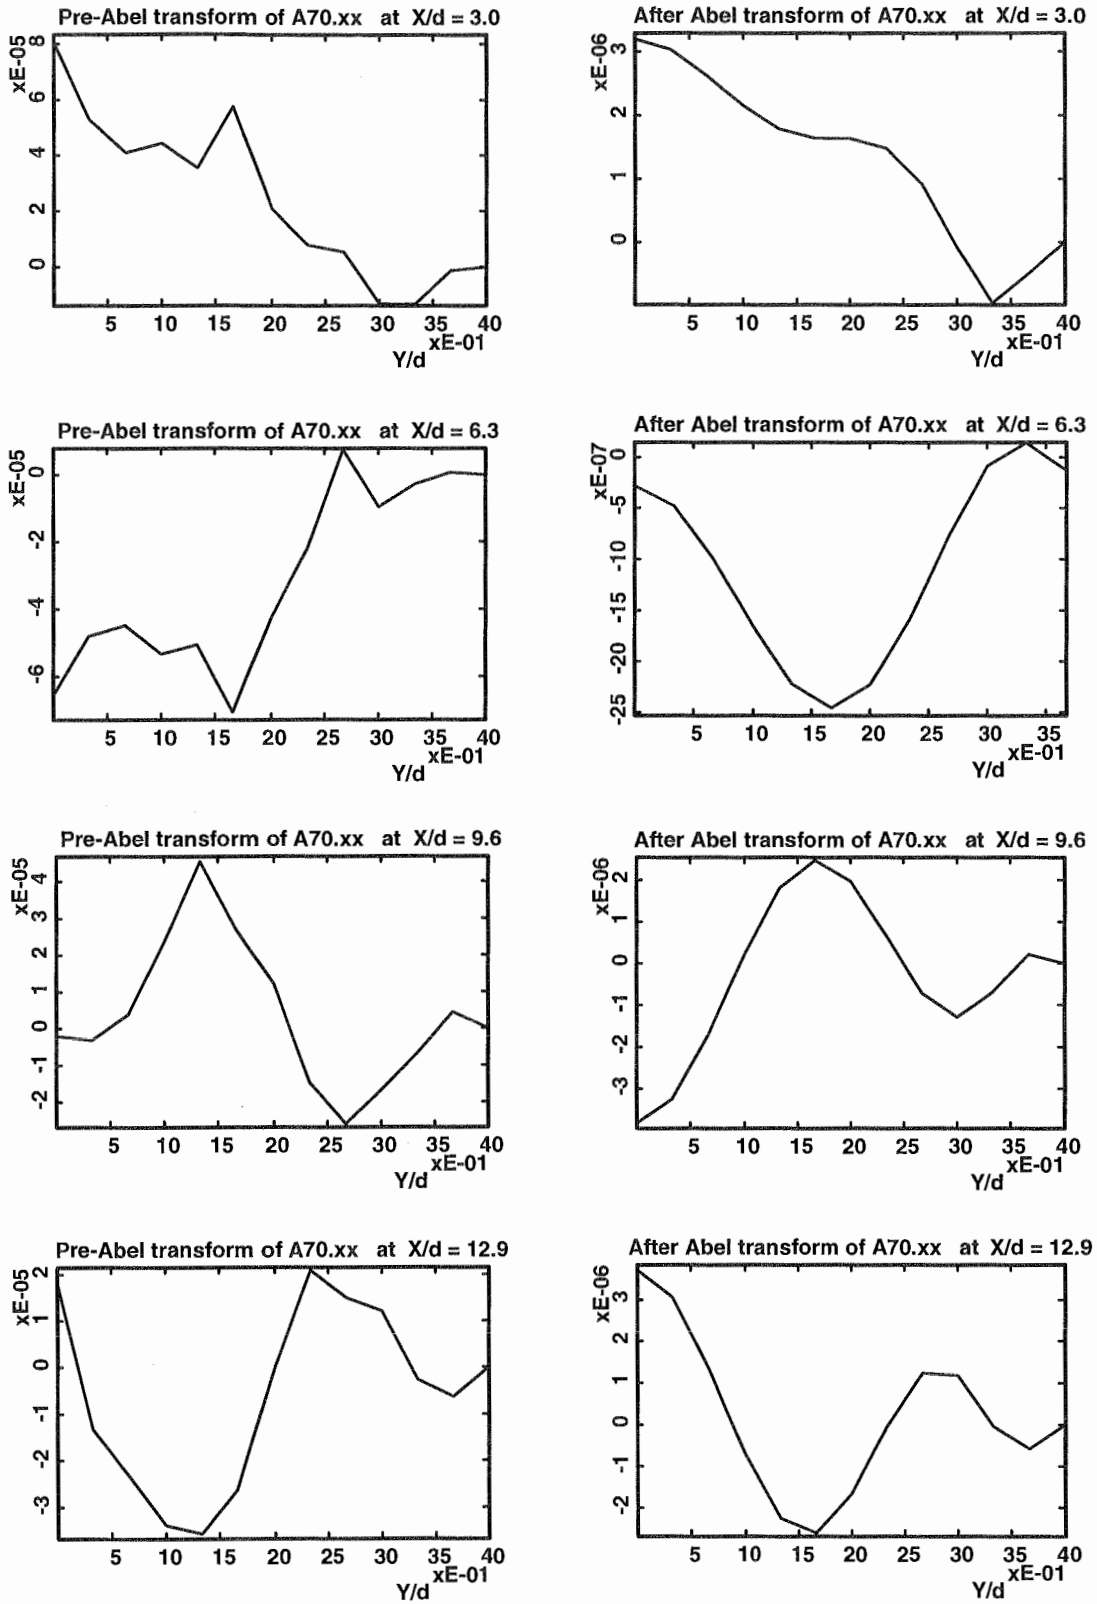 Pre-Abel transform of A70.xx at X/d = 3.0
xE-05
8
6
4
2
0
5 10 15 20 25 30 35 40
xE-01
Y/d
After Abel transform of A70.xx at X/d = 3.0
xE-06
3
2
1
0
5 10 15 20 25 30 35 40
xE-01
Y/d
Pre-Abel transform of A70.xx at X/d = 6.3
xE-05
0
-2
-4
-6
5 10 15 20 25 30 35 40
xE-01
Y/d
After Abel transform of A70.xx at X/d = 6.3
xE-07
0
-5
-10
-15
-20
-25
5 10 15 20 25 30 35
xE-01
Y/d
Pre-Abel transform of A70.xx at X/d = 9.6
xE-05
4
3
2
1
0
-1
-2
5 10 15 20 25 30 35 40
xE-01
Y/d
After Abel transform of A70.xx at X/d = 9.6
xE-06
2
1
0
-1
-2
-3
5 10 15 20 25 30 35 40
xE-01
Y/d
Pre-Abel transform of A70.xx at X/d = 12.9
xE-05
2
1
0
-1
-2
-3
5 10 15 20 25 30 35 40
xE-01
Y/d
After Abel transform of A70.xx at X/d = 12.9
xE-06
3
2
1
0
-1
-2
5 10 15 20 25 30 35 40
xE-01
Y/d